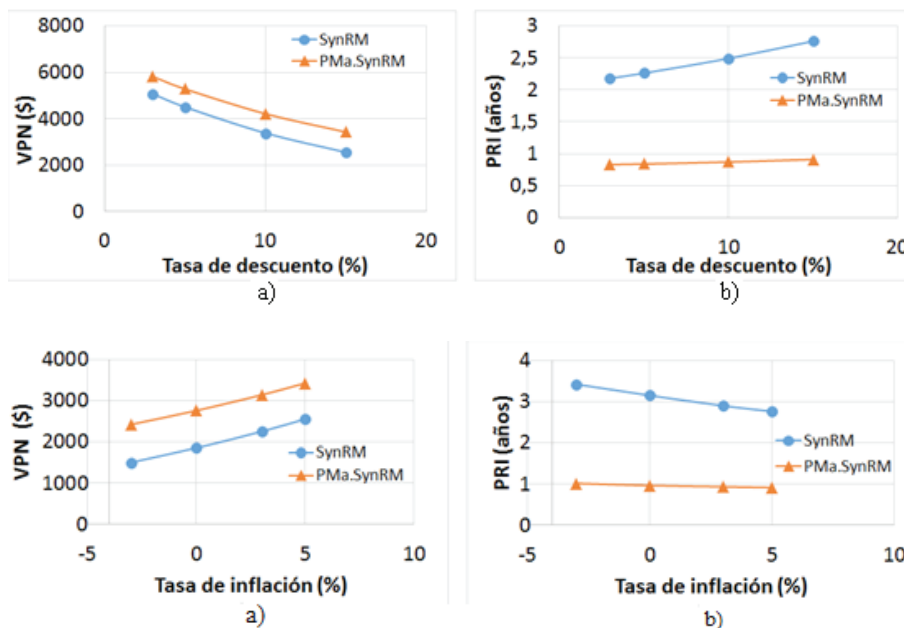 8000
6000
4000
2000
0
VPN ($)
SynRM
PMa.SynRM
0
10
20
Tasa de descuento (%)
a)
3
2,5
2
1,5
1
0,5
0
PRI (años)
SynRM
PMa.SynRM
0
10
20
Tasa de descuento (%)
b)
4000
3000
2000
1000
0
VPN ($)
SynRM
PMa.SynRM
-5
0
5
10
Tasa de inflación (%)
a)
4
3
2
1
0
PRI (años)
SynRM
PMa.SynRM
-5
0
5
10
Tasa de inflación (%)
b)